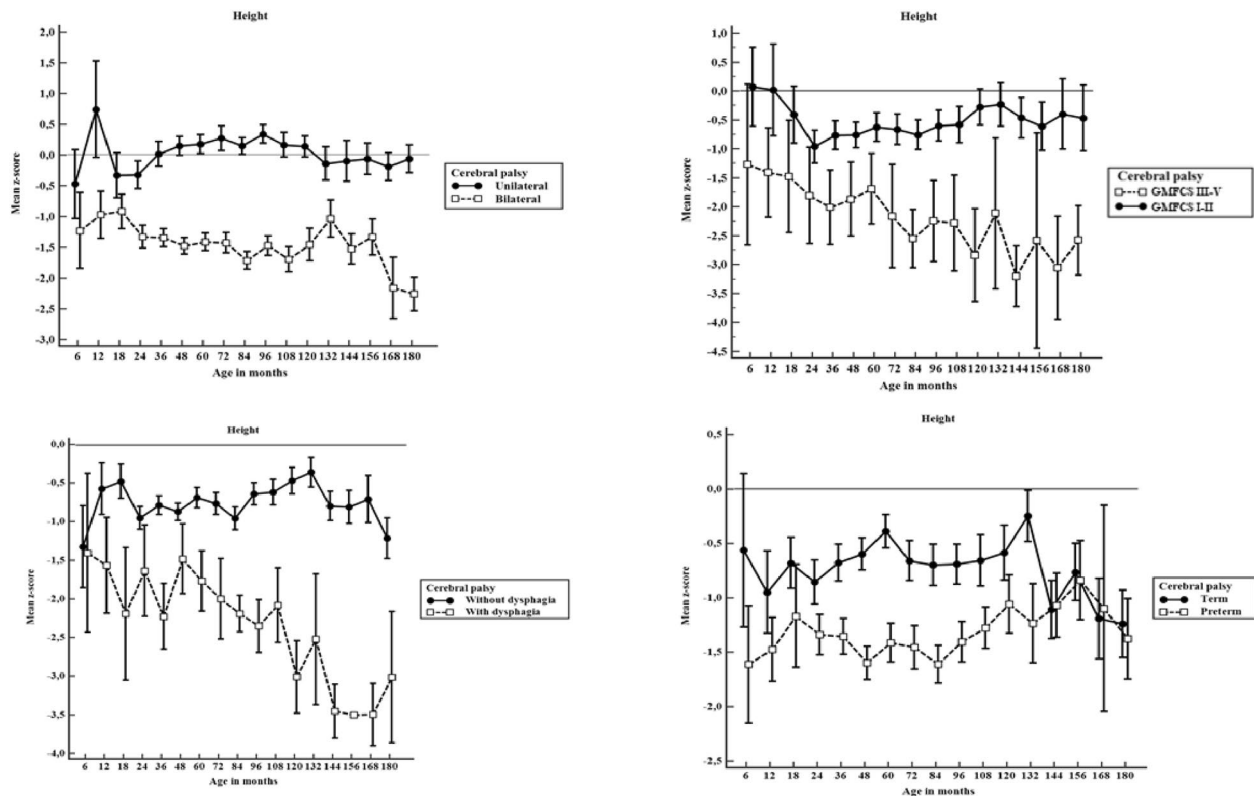 Height
2,0
1,5
1,0
0,5
0,0
-0,5
-1,0
-1,5
-2,0
-2,5
-3,0
Mean z-score
6 12 18 24 36 48 60 72 84 96 108 120 132 144 156 168 180
Age in months
Cerebral palsy
Unilateral
Bilateral
Height
1,0
0,5
0,0
-0,5
-1,0
-1,5
-2,0
-2,5
-3,0
-3,5
-4,0
-4,5
Mean z-score
6 12 18 24 36 48 60 72 84 96 108 120 132 144 156 168 180
Age in months
Cerebral palsy
GMFCS III-V
GMFCS I-II
Height
0,0
-0,5
-1,0
-1,5
-2,0
-2,5
-3,0
-3,5
-4,0
Mean z-score
6 12 18 24 36 48 60 72 84 96 108 120 132 144 156 168 180
Age in months
Cerebral palsy
Without dysphagia
With dysphagia
Height
0,5
0,0
-0,5
-1,0
-1,5
-2,0
-2,5
Mean z-score
6 12 18 24 36 48 60 72 84 96 108 120 132 144 156 168 180
Age in months
Cerebral palsy
Term
Preterm